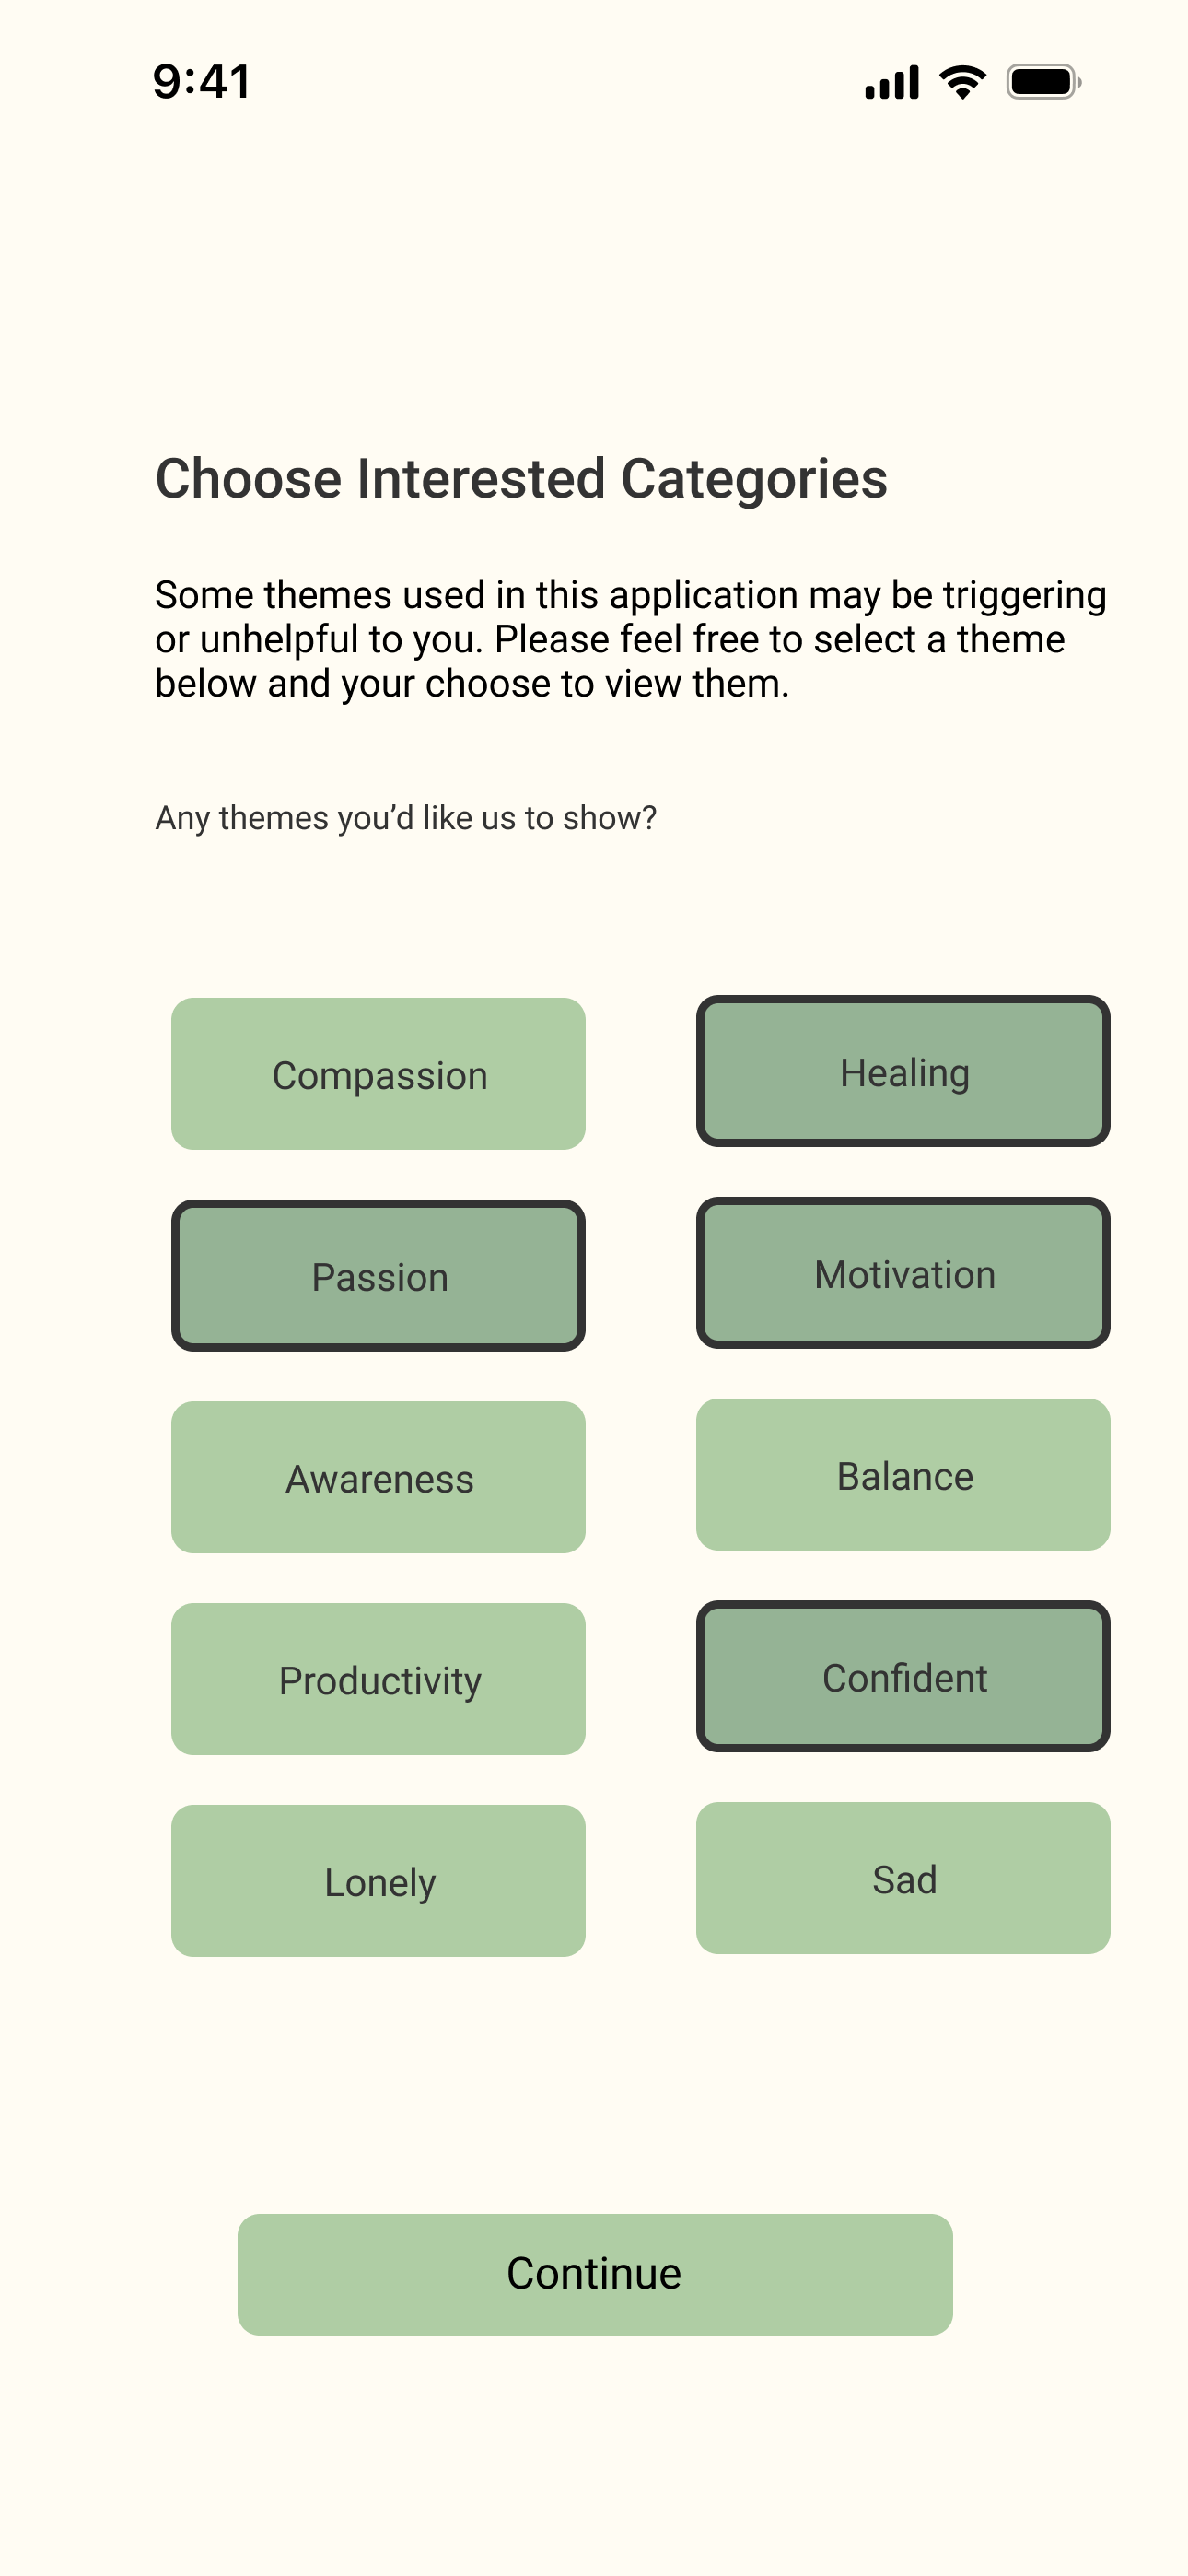 9:41
Choose Interested Categories
Some themes used in this application may be triggering
or unhelpful to you. Please feel free to select a theme
below and your choose to view them.
Any themes you’d like us to show?
Compassion
Healing
Passion
Motivation
Awareness
Balance
Productivity
Confident
Lonely
Sad
Continue